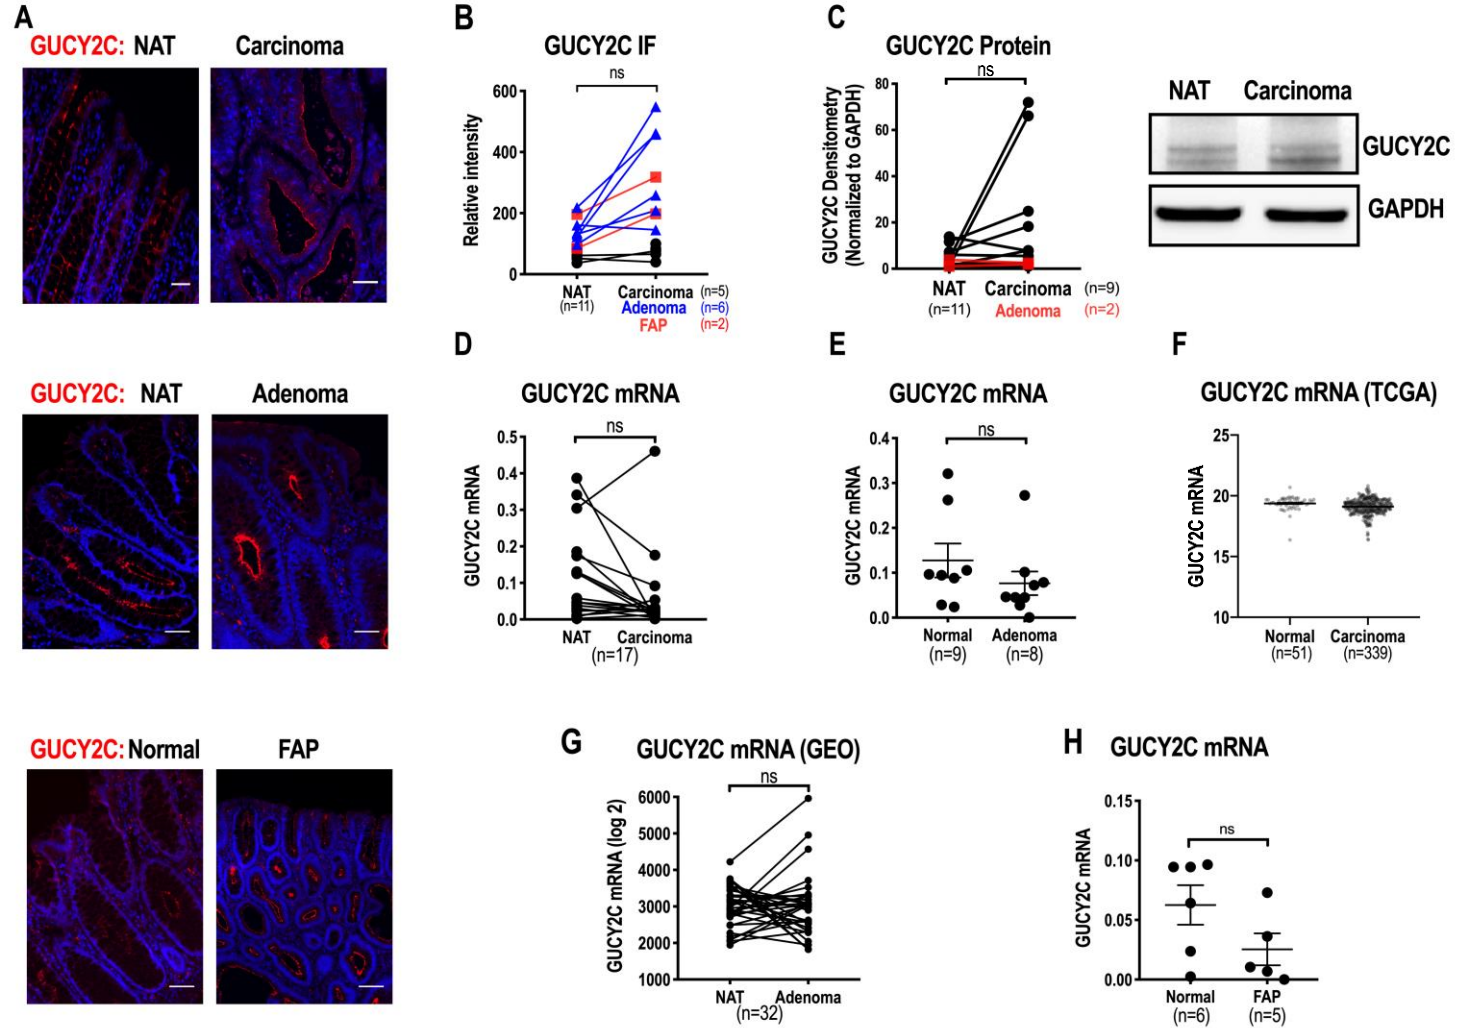 A
GUCY2C: NAT Carcinoma
GUCY2C: NAT Adenoma
GUCY2C: Normal FAP
B
GUCY2C IF
ns
Relative intensity
600
400
200
0
NAT Carcinoma (n=5)
(n=11) Adenoma (n=6)
FAP (n=2)
C
GUCY2C Protein
ns
GUCY2C Densitometry
(Normalized to GAPDH)
80
60
40
20
0
NAT Carcinoma (n=9)
(n=11) Adenoma (n=2)
NAT Carcinoma
GUCY2C
GAPDH
D
GUCY2C mRNA
ns
GUCY2C mRNA
0.5
0.4
0.3
0.2
0.1
0.0
NAT Carcinoma
(n=17)
E
GUCY2C mRNA
ns
GUCY2C mRNA
0.4
0.3
0.2
0.1
0.0
Normal Adenoma
(n=9) (n=8)
F
GUCY2C mRNA (TCGA)
GUCY2C mRNA
25
20
15
10
Normal Carcinoma
(n=51) (n=339)
G
GUCY2C mRNA (GEO)
ns
GUCY2C mRNA (log 2)
6000
5000
4000
3000
2000
1000
NAT Adenoma
(n=32)
H
GUCY2C mRNA
ns
GUCY2C mRNA
0.15
0.10
0.05
0.00
Normal FAP
(n=6) (n=5)